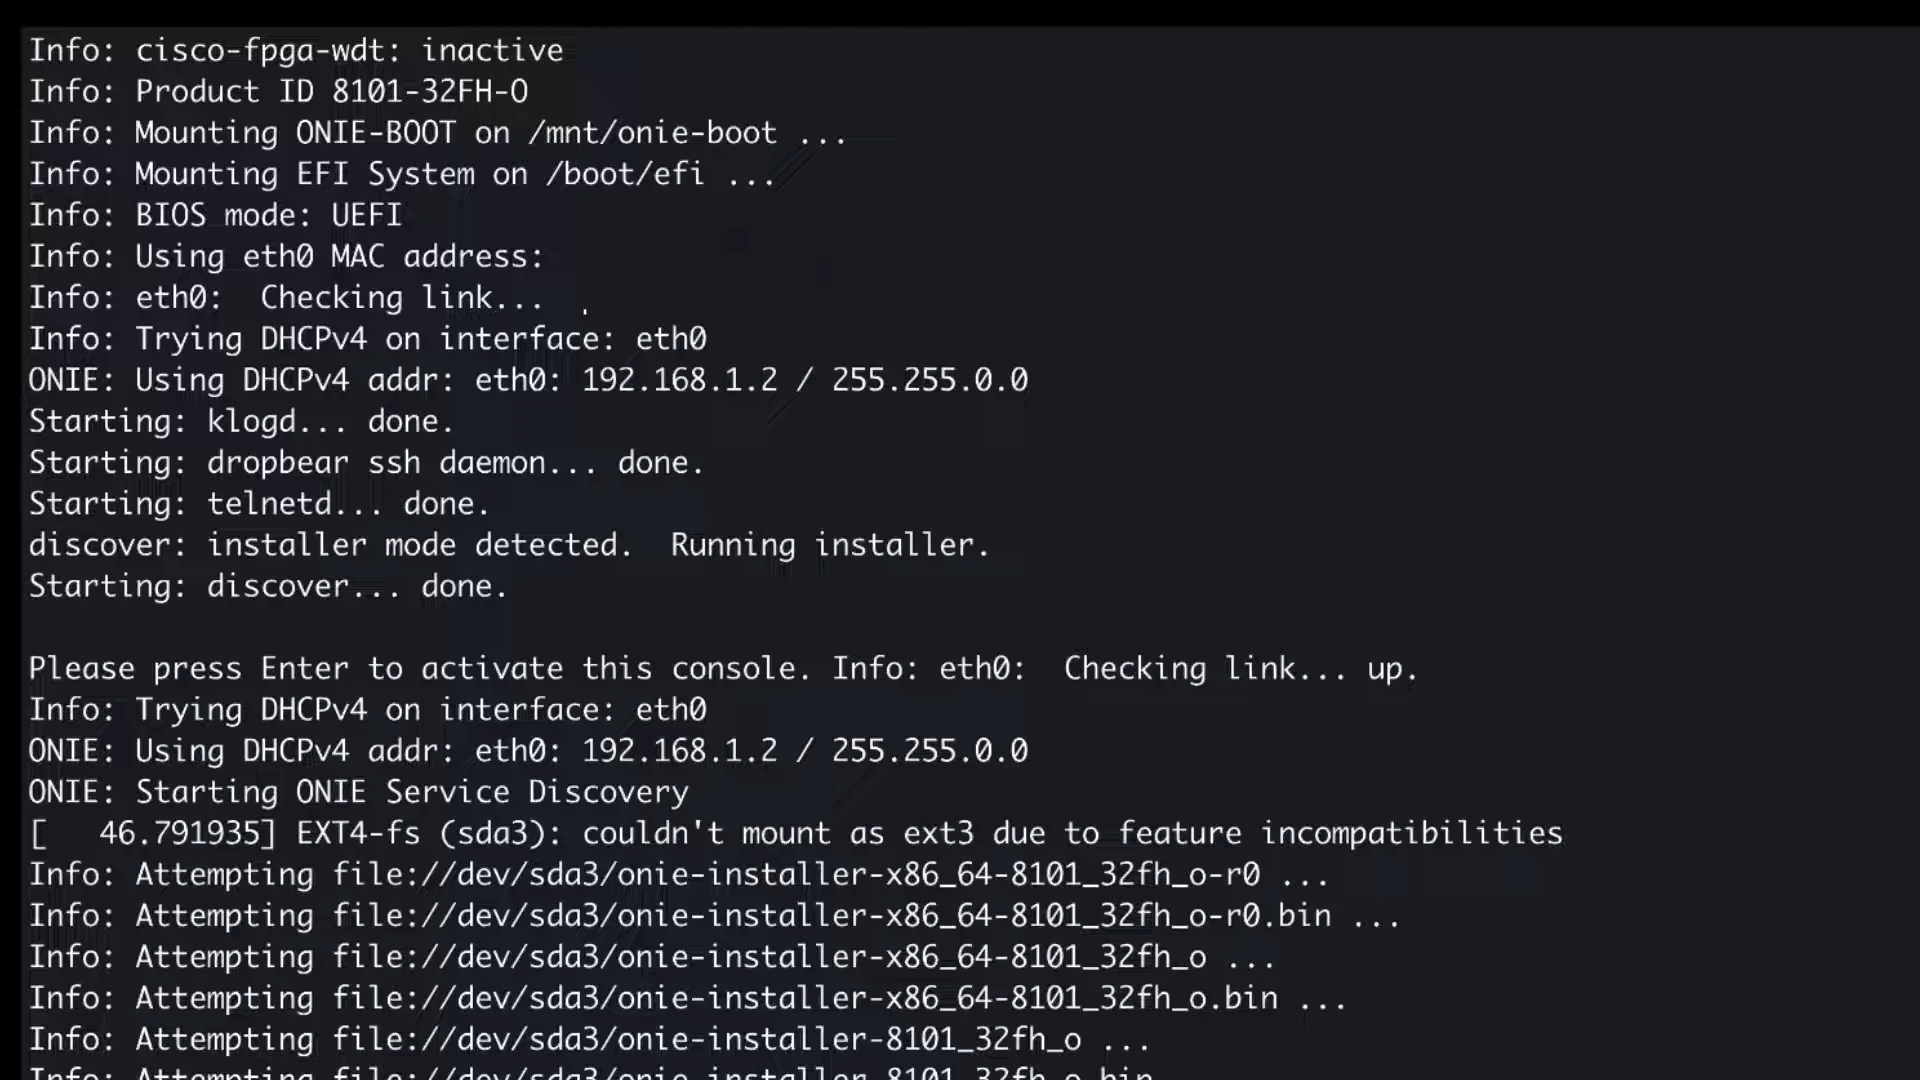 Info: cisco-fpga-wdt: inactive
Info: Product ID 8101-32FH-O
Info: Mounting ONIE-BOOT on /mnt/onie-boot ...
Info: Mounting EFI System on /boot/efi ...
Info: BIOS mode: UEFI
Info: Using eth0 MAC address:
Info: eth0:  Checking link...  .
Info: Trying DHCPv4 on interface: eth0
ONIE: Using DHCPv4 addr: eth0: 192.168.1.2 / 255.255.0.0
Starting: klogd... done.
Starting: dropbear ssh daemon... done.
Starting: telnetd... done.
discover: installer mode detected.  Running installer.
Starting: discover... done.

Please press Enter to activate this console. Info: eth0:  Checking link... up.
Info: Trying DHCPv4 on interface: eth0
ONIE: Using DHCPv4 addr: eth0: 192.168.1.2 / 255.255.0.0
ONIE: Starting ONIE Service Discovery
[   46.791935] EXT4-fs (sda3): couldn't mount as ext3 due to feature incompatibilities
Info: Attempting file://dev/sda3/onie-installer-x86_64-8101_32fh_o-r0 ...
Info: Attempting file://dev/sda3/onie-installer-x86_64-8101_32fh_o-r0.bin ...
Info: Attempting file://dev/sda3/onie-installer-x86_64-8101_32fh_o ...
Info: Attempting file://dev/sda3/onie-installer-x86_64-8101_32fh_o.bin ...
Info: Attempting file://dev/sda3/onie-installer-8101_32fh_o ...
Info: Attempting file://dev/sda3/onie-installer-8101_32fh_o.bin